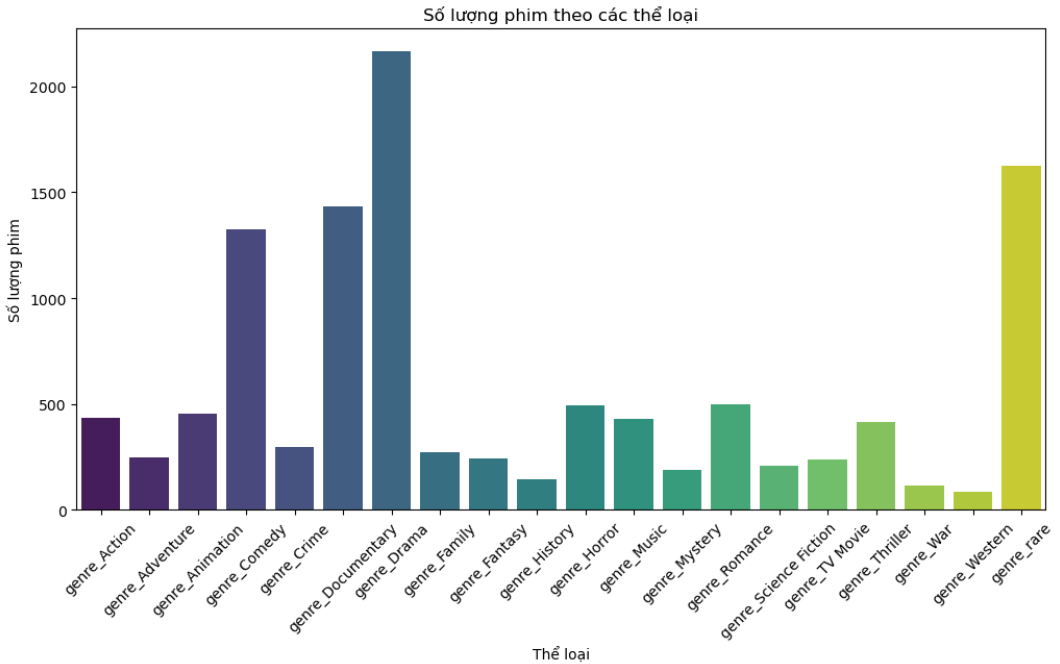 Số lượng phim theo các thể loại
Số lượng phim
2000
1500
1000
500
0
genre_Action
genre_Adventure
genre_Animation
genre_Comedy
genre_Crime
genre_Documentary
genre_Drama
genre_Family
genre_Fantasy
genre_History
genre_Horror
genre_Music
genre_Mystery
genre_Romance
genre_Science Fiction
genre_TV Movie
genre_Thriller
genre_War
genre_Western
genre_rare
Thể loại